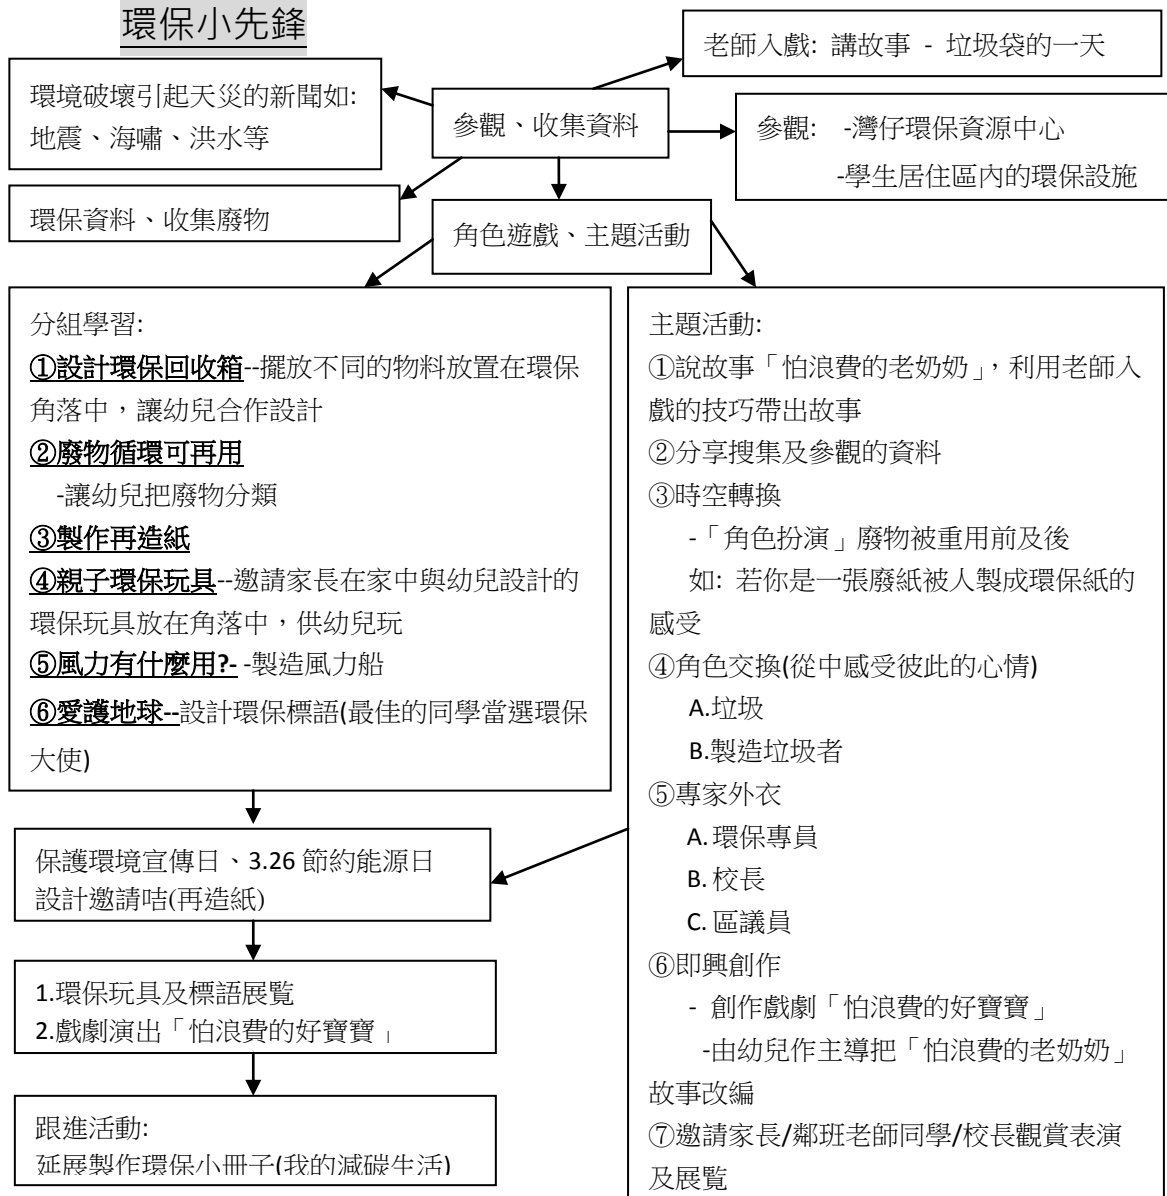 環保小先鋒
老師入戲: 講故事 - 垃圾袋的一天
環境破壞引起天災的新聞如:
地震、海嘯、洪水等
參觀、收集資料
參觀: -灣仔環保資源中心
-學生居住區內的環保設施
環保資料、收集廢物
角色遊戲、主題活動
分組學習:
①設計環保回收箱--擺放不同的物料放置在環保
角落中，讓幼兒合作設計
②廢物循環可再用
-讓幼兒把廢物分類
③製作再造紙
④親子環保玩具--邀請家長在家中與幼兒設計的
環保玩具放在角落中，供幼兒玩
⑤風力有什麼用?- -製造風力船
⑥愛護地球--設計環保標語(最佳的同學當選環保
大使)
主題活動:
①說故事「怕浪費的老奶奶」，利用老師入
戲的技巧帶出故事
②分享搜集及參觀的資料
③時空轉換
-「角色扮演」廢物被重用前及後
如: 若你是一張廢紙被人製成環保紙的
感受
④角色交換(從中感受彼此的心情)
A.垃圾
B.製造垃圾者
⑤專家外衣
A. 環保專員
B. 校長
C. 區議員
⑥即興創作
- 創作戲劇「怕浪費的好寶寶」
-由幼兒作主導把「怕浪費的老奶奶」
故事改編
⑦邀請家長/鄰班老師同學/校長觀賞表演
及展覧
保護環境宣傳日、3.26 節約能源日
設計邀請咭(再造紙)
1.環保玩具及標語展覧
2.戲劇演出「怕浪費的好寶寶」
跟進活動:
延展製作環保小冊子(我的減碳生活)